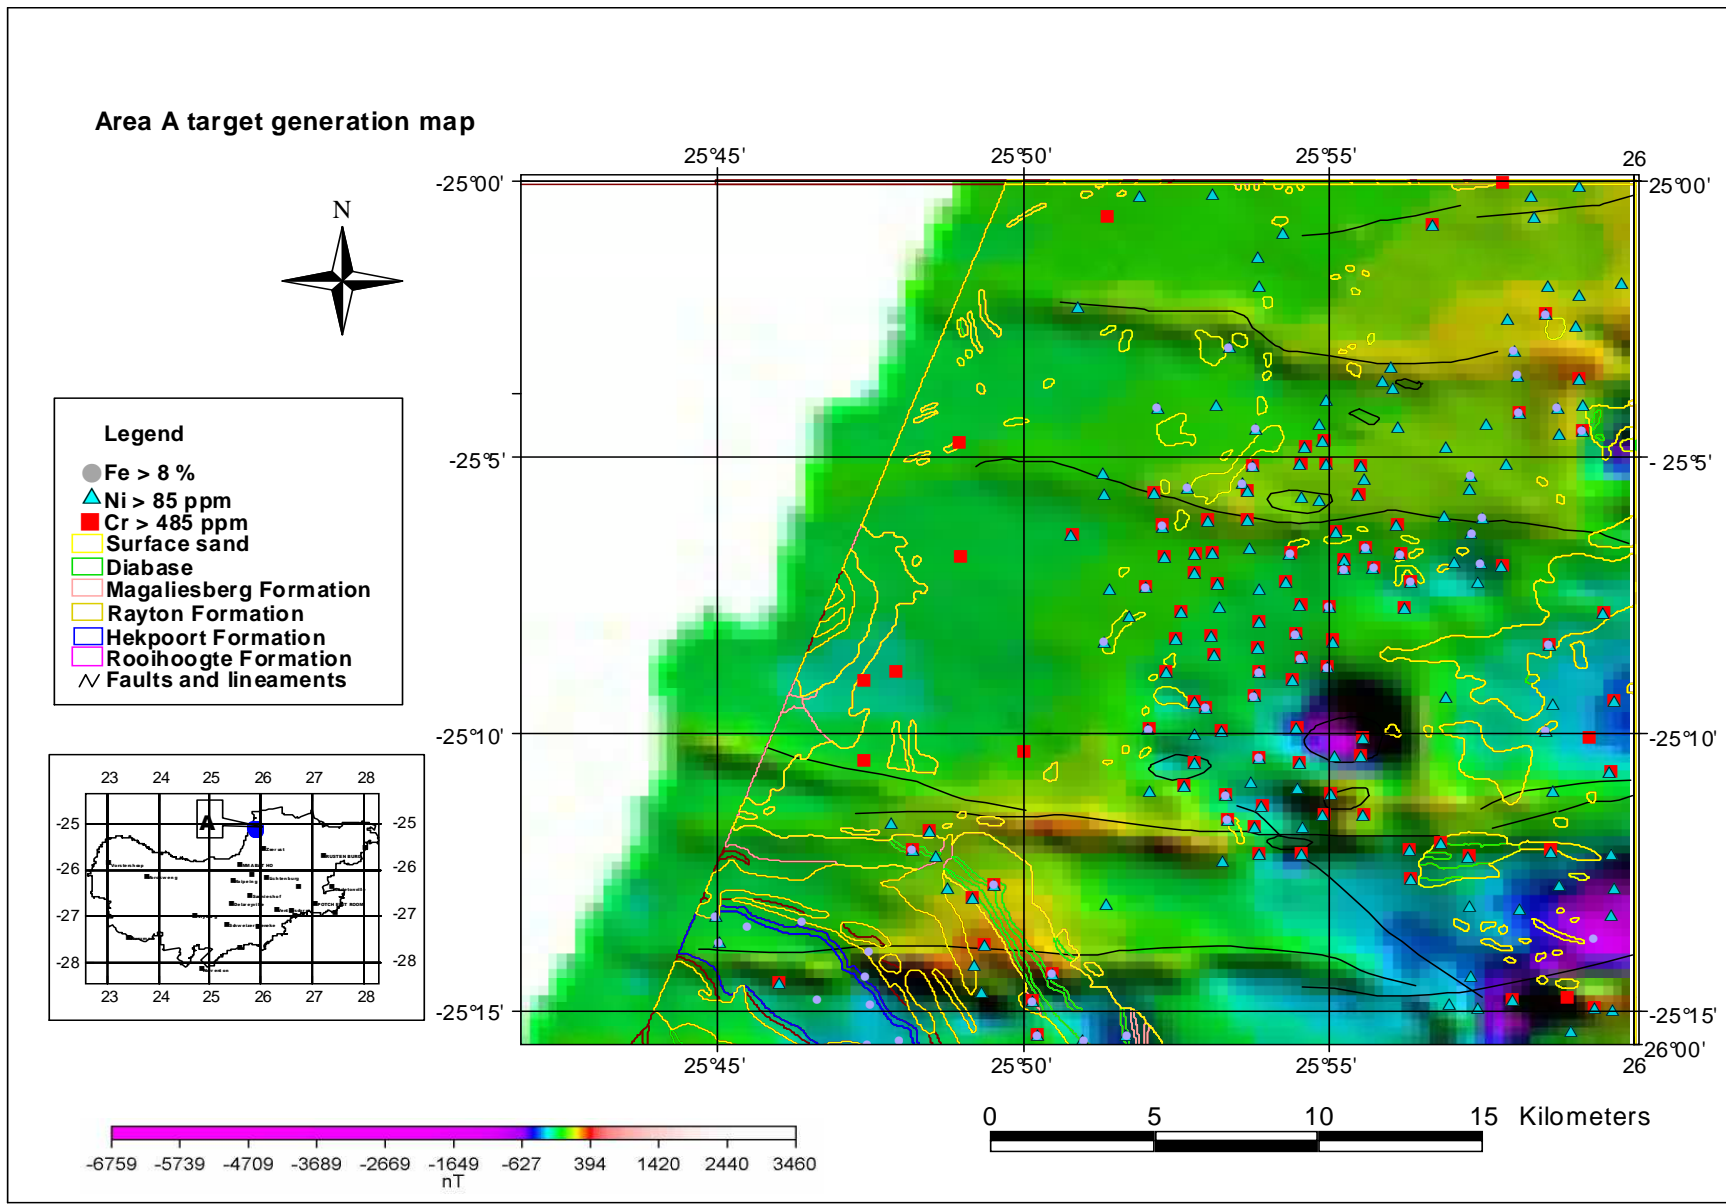 Area A target generation map
N
25°45' 25°50' 25°55' 26
-25°00' 25°00'
-25°5' - 25°5'
-25°10' -25°10'
-25°15' -25°15'
26°00'
25°45' 25°50' 25°55' 26
Legend
Fe > 8 %
Ni > 85 ppm
Cr > 485 ppm
Surface sand
Diabase
Magaliesberg Formation
Rayton Formation
Hekpoort Formation
Rooihoogte Formation
Faults and lineaments
23 24 25 26 27 28
A
-25 -25
-26 -26
-27 -27
-28 -28
23 24 25 26 27 28
-6759 -5739 -4709 -3689 -2669 -1649 -627 394 1420 2440 3460
nT
0 5 10 15 Kilometers